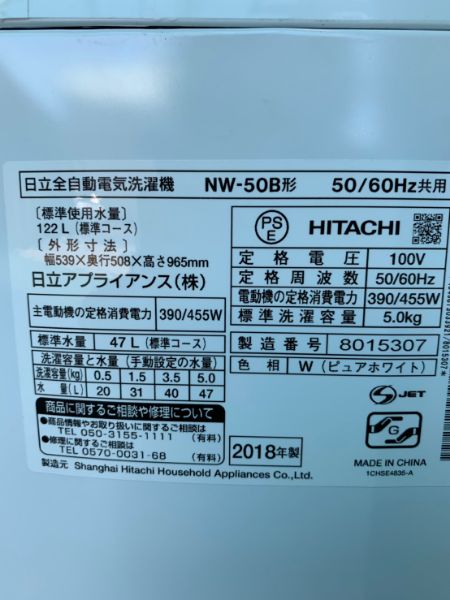 日立全自動電気洗濯機 NW-50B形 50/60Hz共用
〔標準使用水量〕
122 L (標準コース)
〔外形寸法〕
幅539×奥行508×高さ965mm
日立アプライアンス(株)
主電動機の定格消費電力 390/455W
標準水量 47 L (標準コース)
洗濯容量と水量 (手動設定の水量)
洗濯容量(kg) 0.5 1.5 3.5 5.0
水量(L) 20 31 40 47
商品に関するご相談や修理について
●商品情報やお取り扱いに関するご相談
TEL 050-3155-1111 (有料)
●修理に関するご相談
TEL 0570-0031-68 (有料)
製造元 Shanghai Hitachi Household Appliances Co.,Ltd.
PS
E
HITACHI
定格電圧 100V
定格周波数 50/60Hz
電動機の定格消費電力 390/455W
標準洗濯容量 5.0kg
製造番号 8015307
色相 W (ピュアホワイト)
2018年製
S JET
G
MADE IN CHINA
1CHSE4835-A